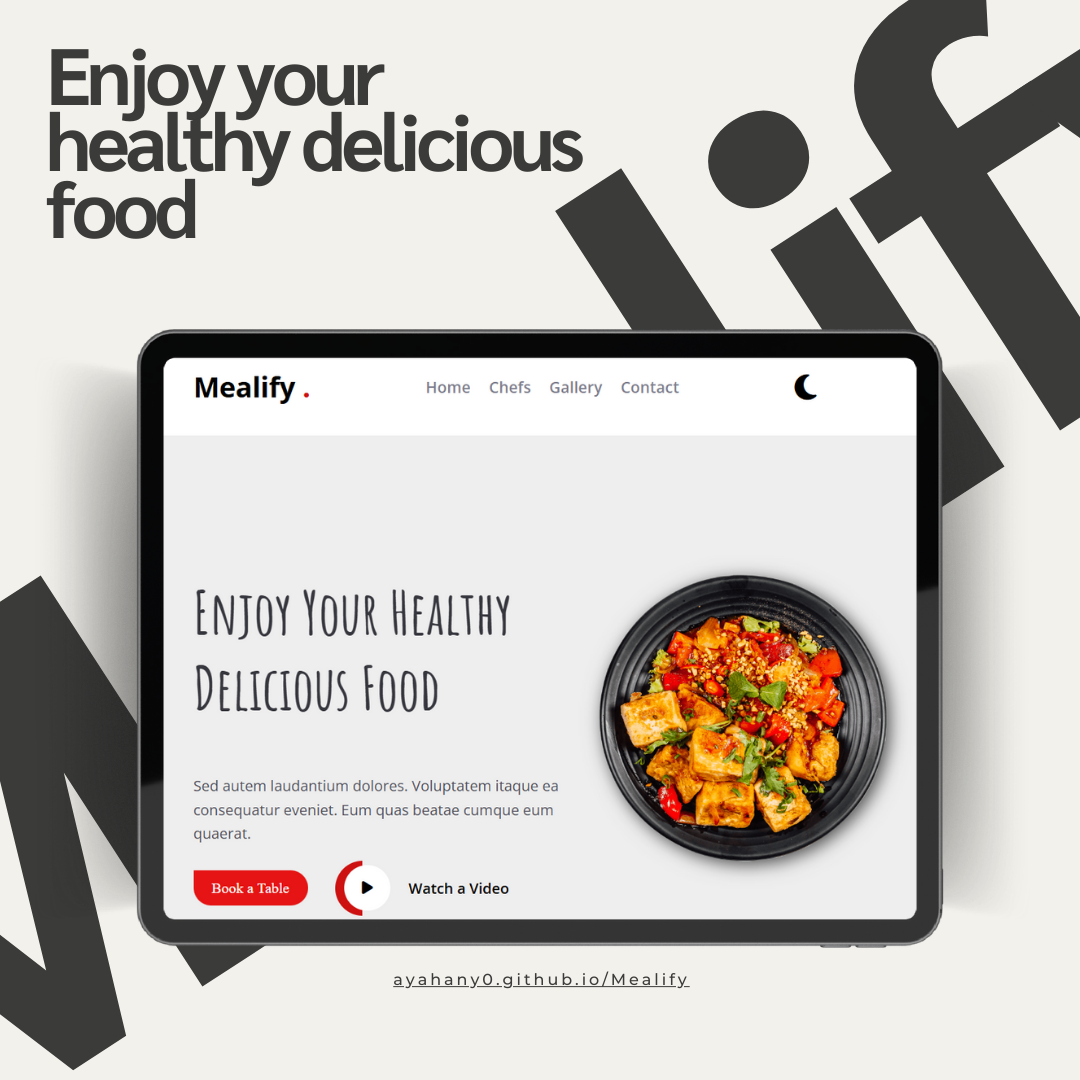 Enjoy your
healthy delicious
food
lif
M
Mealify .
Home Chefs Gallery Contact
Enjoy Your Healthy
Delicious Food
Sed autem laudantium dolores. Voluptatem itaque ea
consequatur eveniet. Eum quas beatae cumque eum
quaerat.
Book a Table
Watch a Video
ayahany0.github.io/Mealify